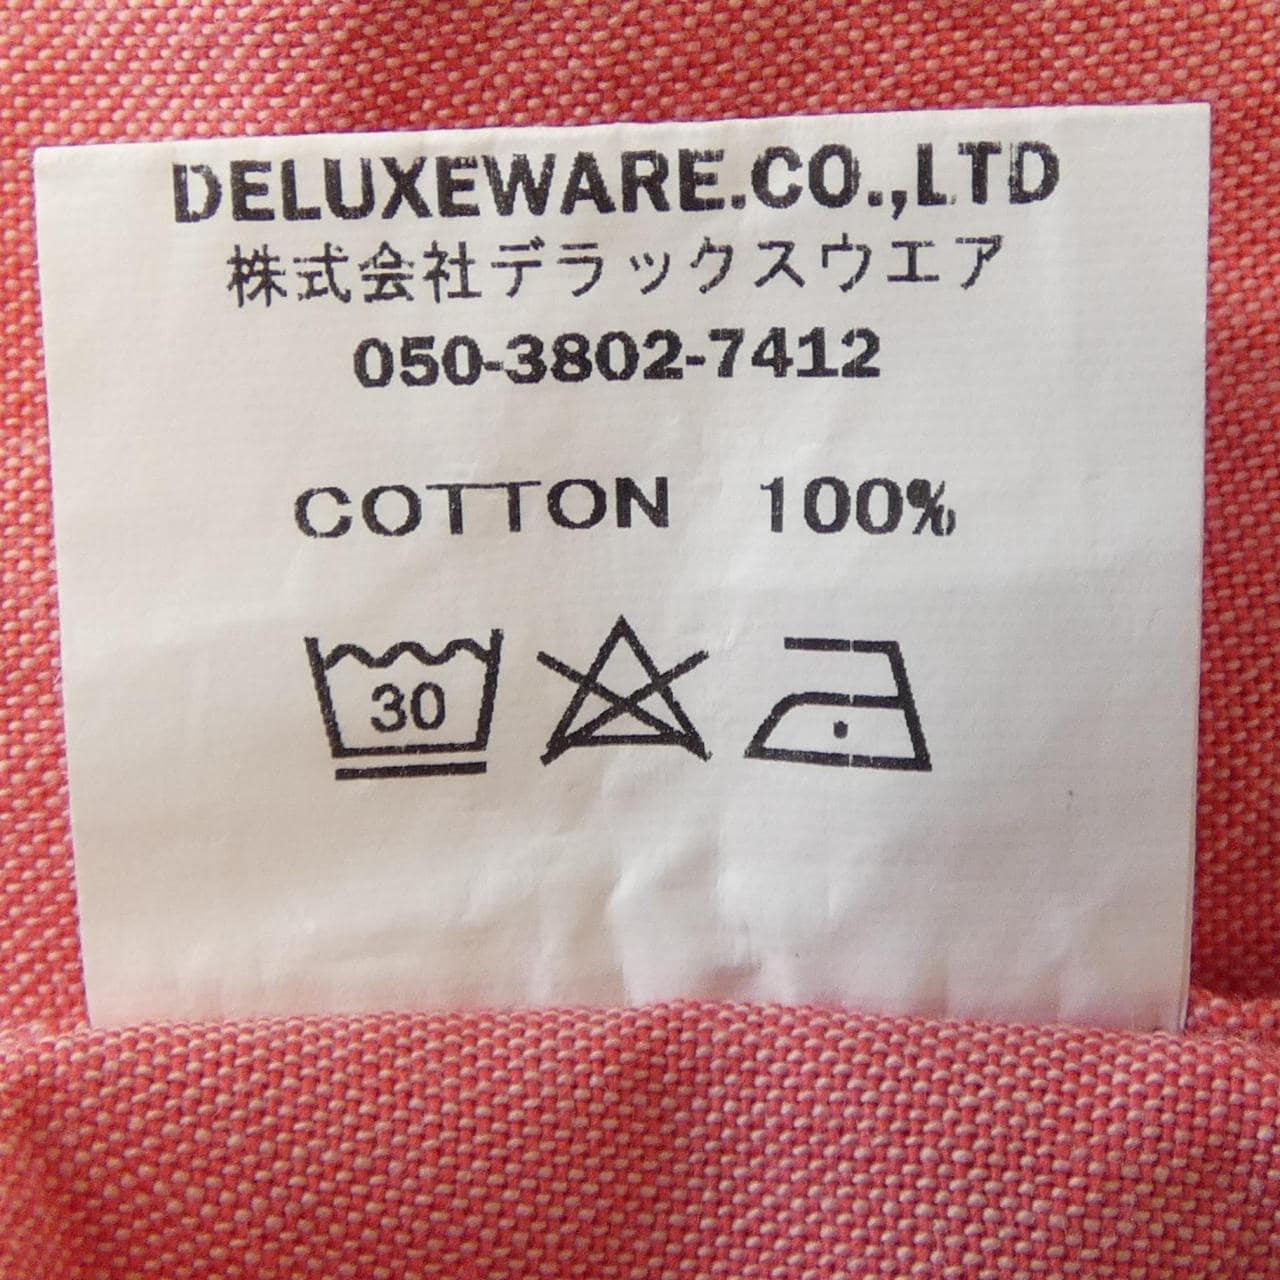 DELUXEWARE.CO.,LTD
株式会社デラックスウエア
050-3802-7412
COTTON 100%
30